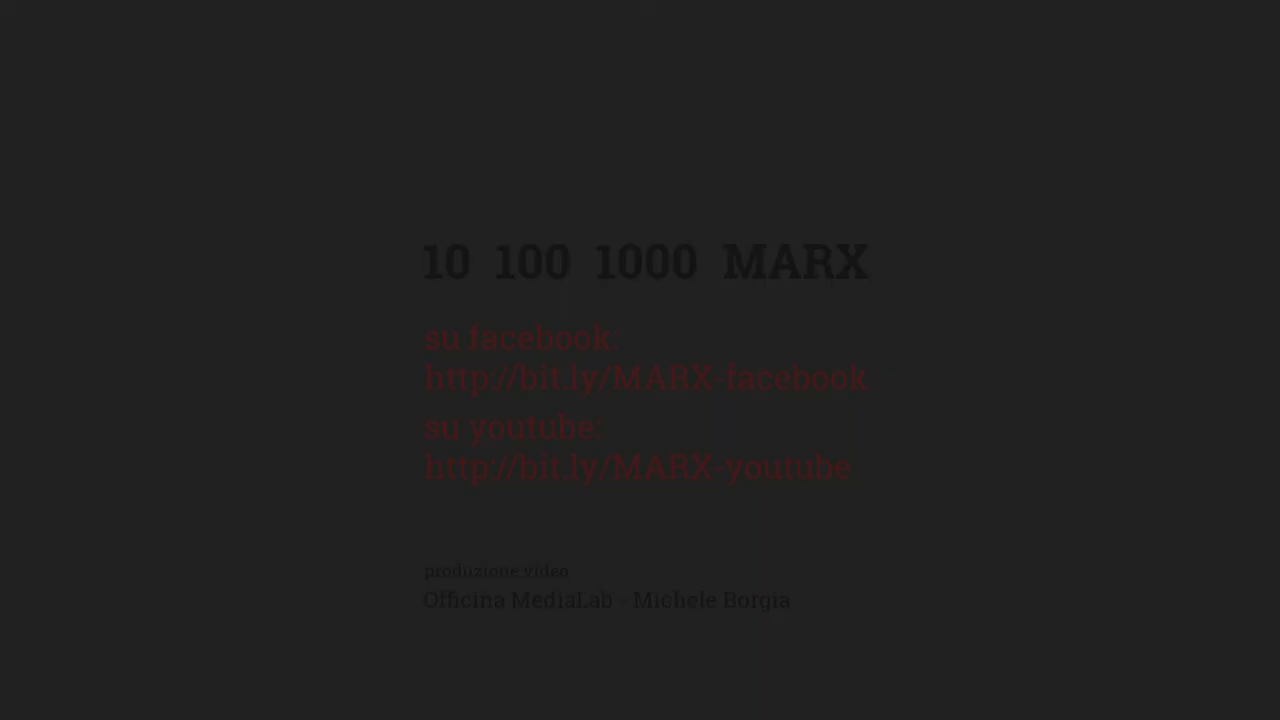 10 100 1000 MARX
su facebook:
http://bit.ly/MARX-facebook
su youtube:
http://bit.ly/MARX-youtube
produzione video
Officina MediaLab - Michele Borgia